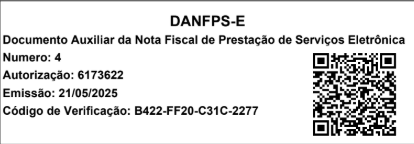 DANFPS-E
Documento Auxiliar da Nota Fiscal de Prestação de Serviços Eletrônica
Numero: 4
Autorização: 6173622
Emissão: 21/05/2025
Código de Verificação: B422-FF20-C31C-2277